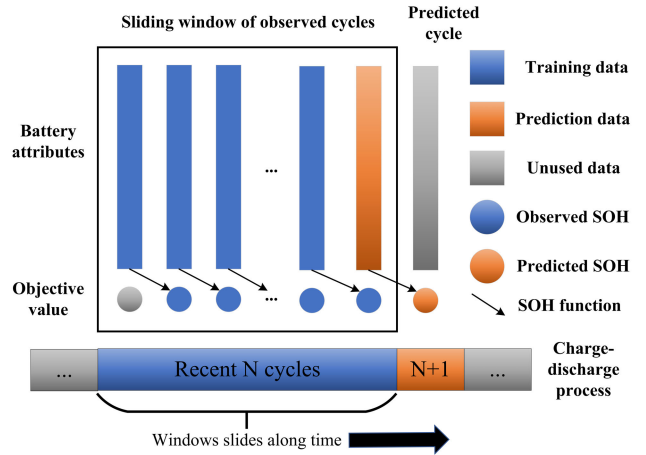 Sliding window of observed cycles
Predicted
cycle
Training data
Battery
attributes
Prediction data
...
Unused data
Observed SOH
Predicted SOH
Objective
value
...
SOH function
...
Recent N cycles
N+1
...
Charge-
discharge
process
Windows slides along time